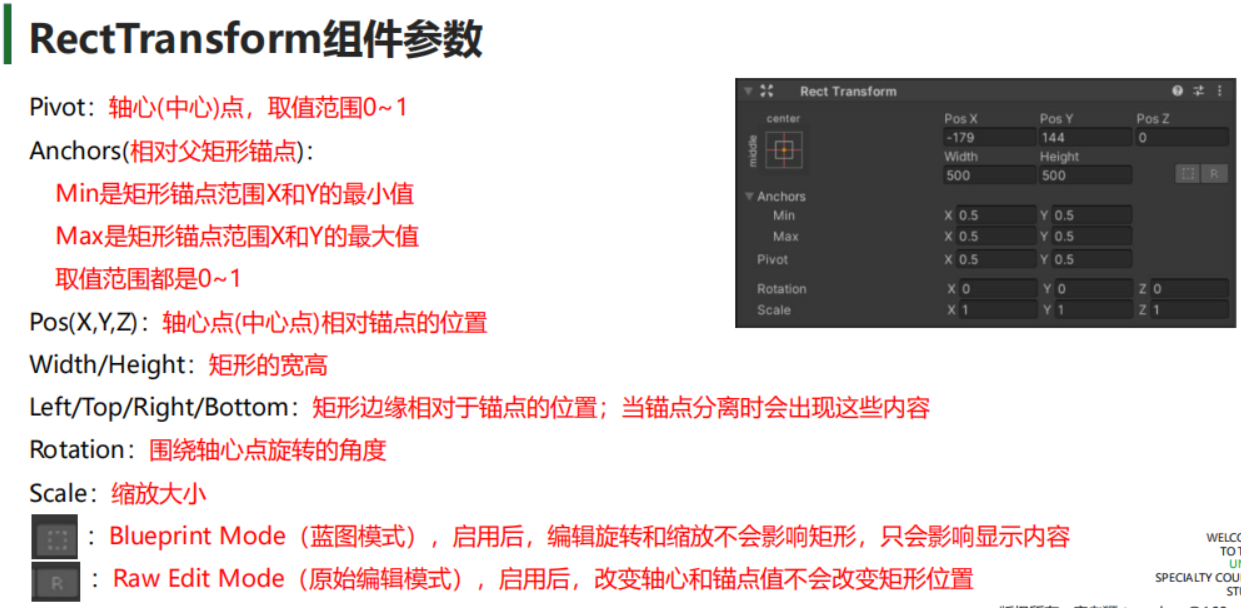 RectTransform组件参数
Pivot：轴心(中心)点，取值范围0~1
Anchors(相对父矩形锚点)：
Min是矩形锚点范围X和Y的最小值
Max是矩形锚点范围X和Y的最大值
取值范围都是0~1
Pos(X,Y,Z)：轴心点(中心点)相对锚点的位置
Width/Height：矩形的宽高
Left/Top/Right/Bottom：矩形边缘相对于锚点的位置；当锚点分离时会出现这些内容
Rotation：围绕轴心点旋转的角度
Scale：缩放大小
：Blueprint Mode（蓝图模式），启用后，编辑旋转和缩放不会影响矩形，只会影响显示内容
R ：Raw Edit Mode（原始编辑模式），启用后，改变轴心和锚点值不会改变矩形位置
Rect Transform
center
middle
Pos X Pos Y Pos Z
-179 144 0
Width Height
500 500 R
Anchors
Min X 0.5 Y 0.5
Max X 0.5 Y 0.5
Pivot X 0.5 Y 0.5
Rotation X 0 Y 0 Z 0
Scale X 1 Y 1 Z 1
WELCO
TO T
UN
SPECIALTY COU
STU